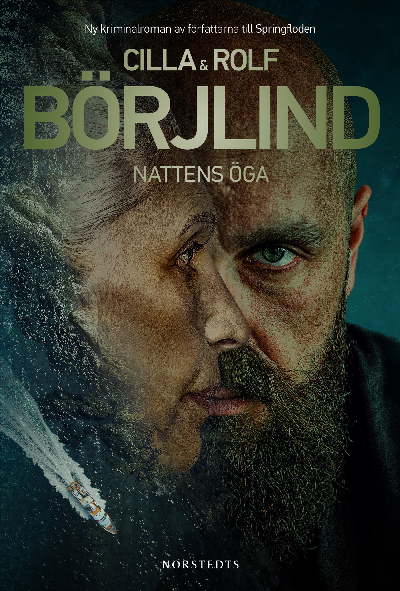 Ny kriminalroman av författarna till Springfloden
CILLA & ROLF
BÖRJLIND
NATTENS ÖGA
NORSTEDTS